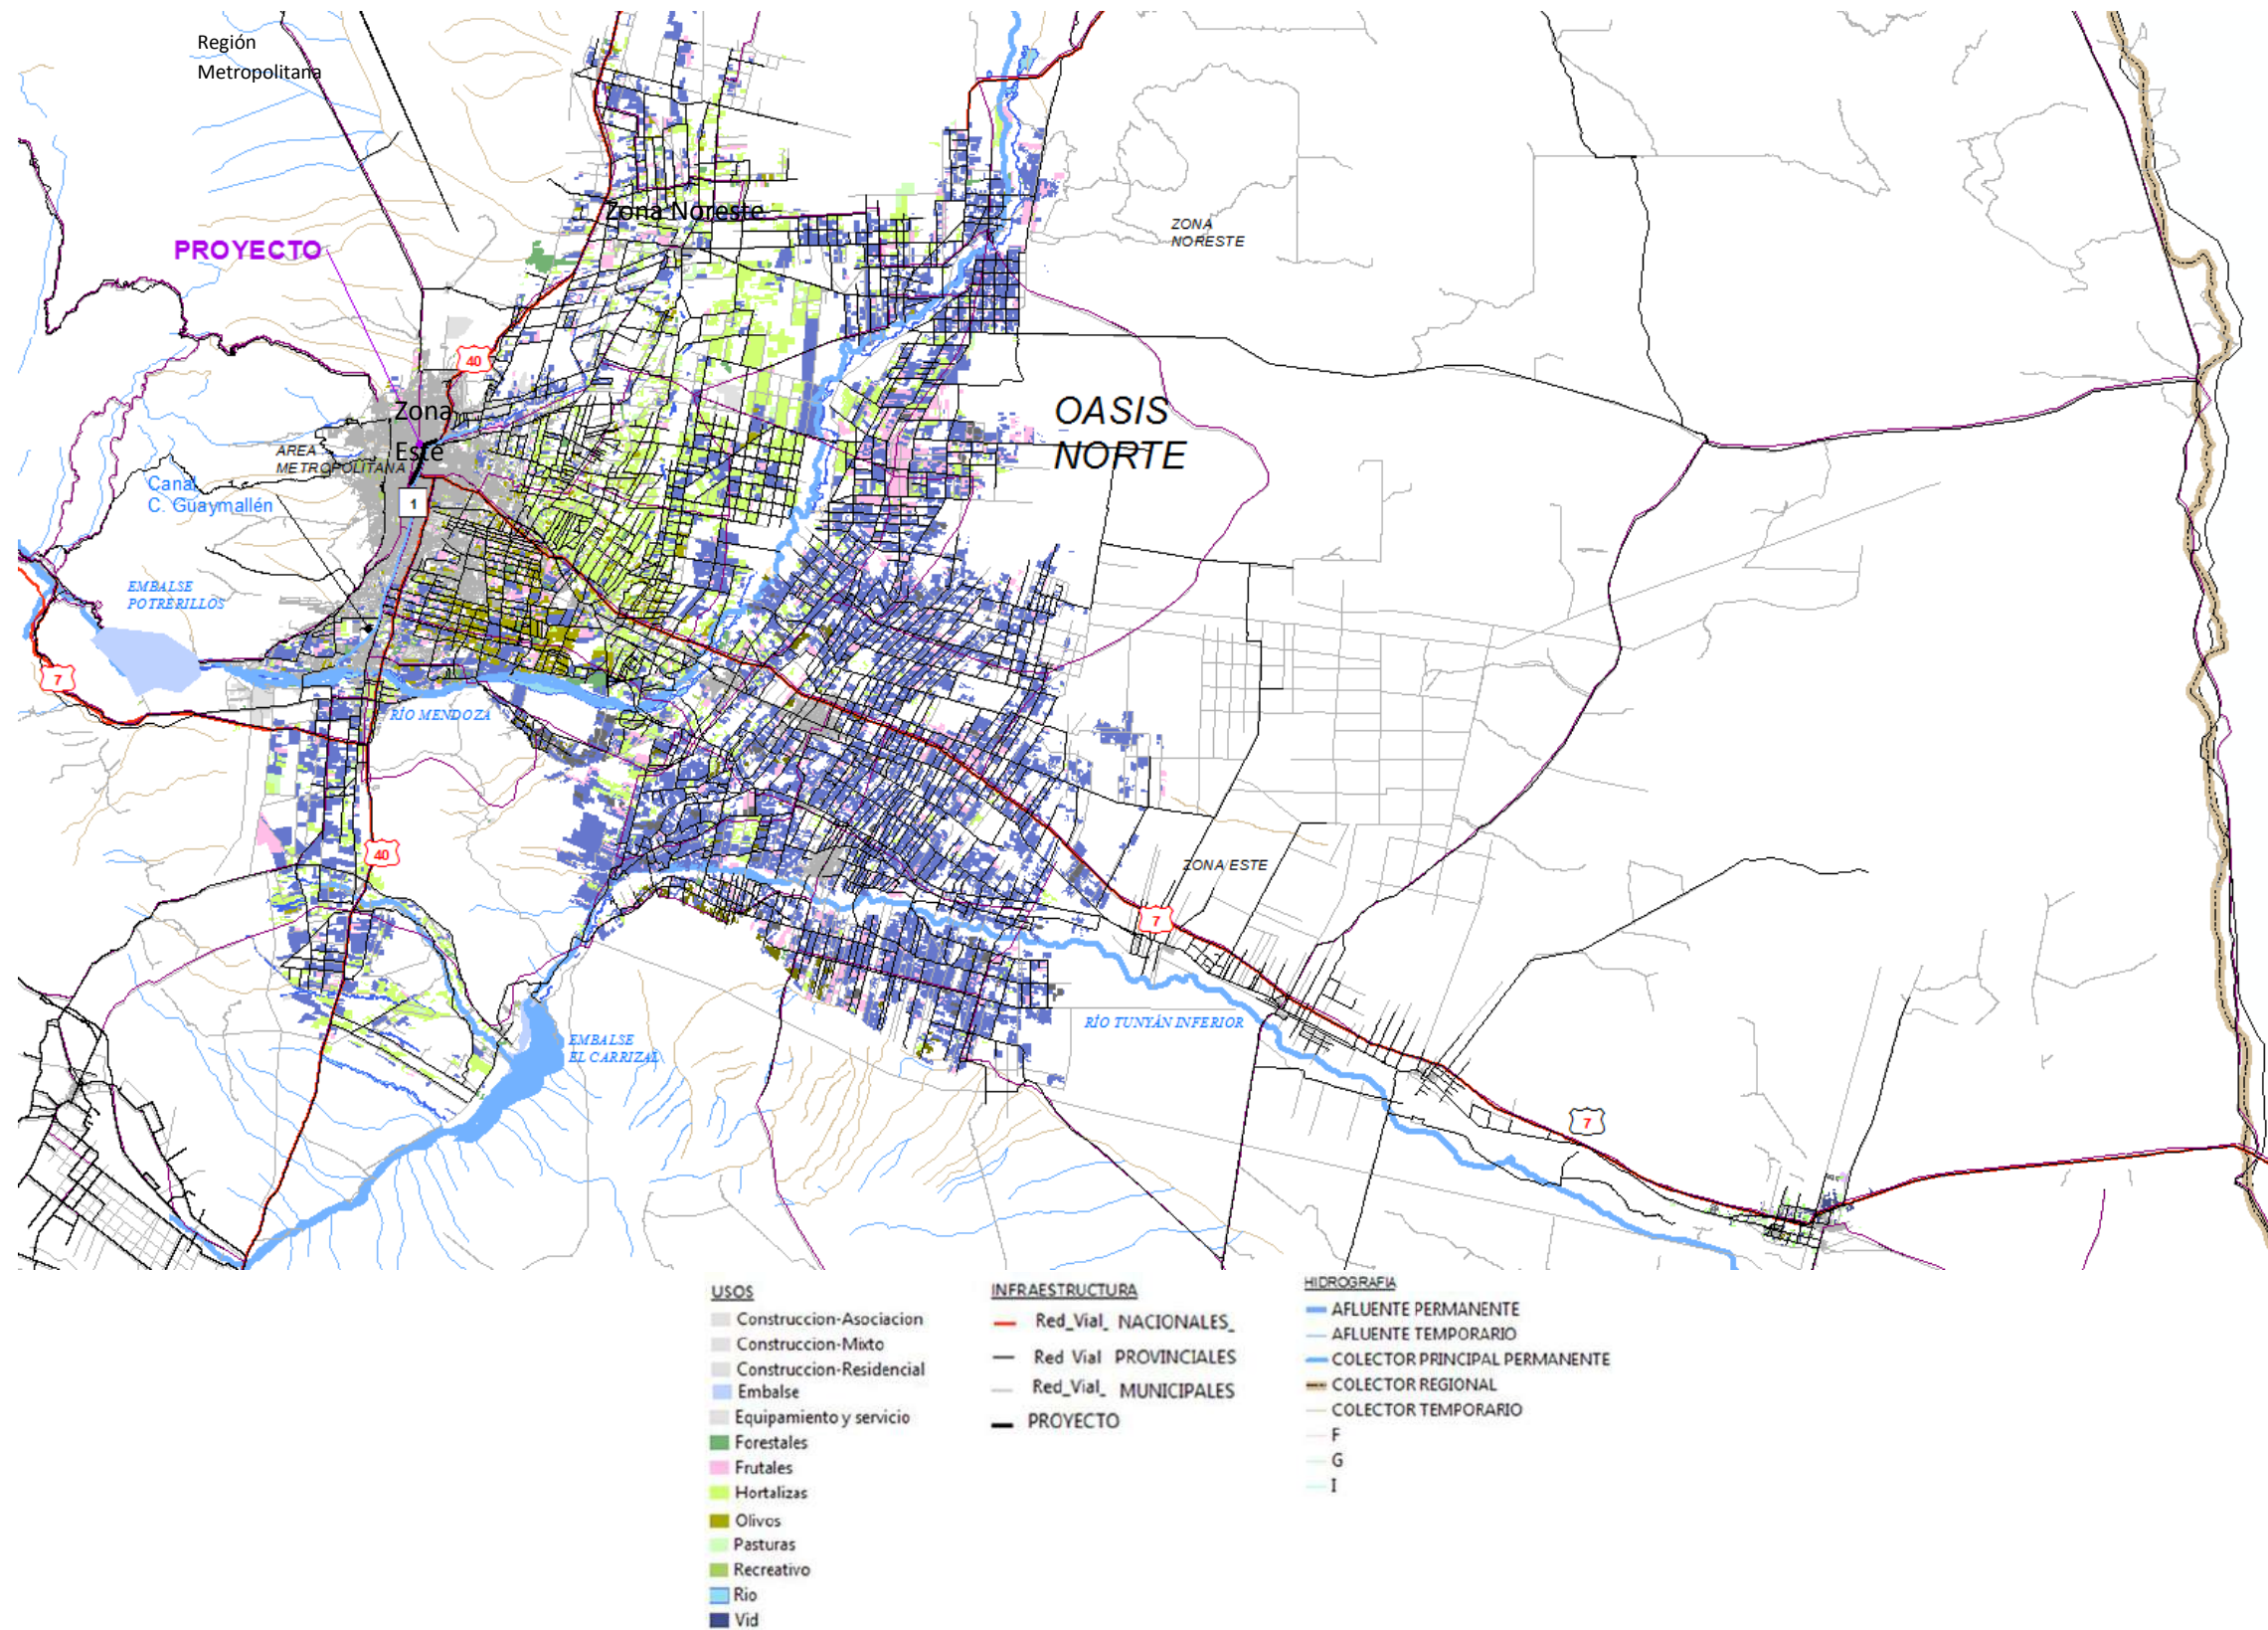 Región
Metropolitana
Zona Noreste
ZONA
NORESTE
PROYECTO
40
OASIS
NORTE
Zona
Este
AREA
METROPOLITANA
Canal
C. Guaymallén
1
EMBALSE
POTRERILLOS
7
RÍO MENDOZA
40
ZONA ESTE
7
RÍO TUNYÁN INFERIOR
EMBALSE
EL CARRIZAL
7
USOS
Construccion-Asociacion
Construccion-Mixto
Construccion-Residencial
Embalse
Equipamiento y servicio
Forestales
Frutales
Hortalizas
Olivos
Pasturas
Recreativo
Rio
Vid
INFRAESTRUCTURA
Red_Vial_ NACIONALES_
Red Vial PROVINCIALES
Red_Vial_ MUNICIPALES
PROYECTO
HIDROGRAFIA
AFLUENTE PERMANENTE
AFLUENTE TEMPORARIO
COLECTOR PRINCIPAL PERMANENTE
COLECTOR REGIONAL
COLECTOR TEMPORARIO
F
G
I